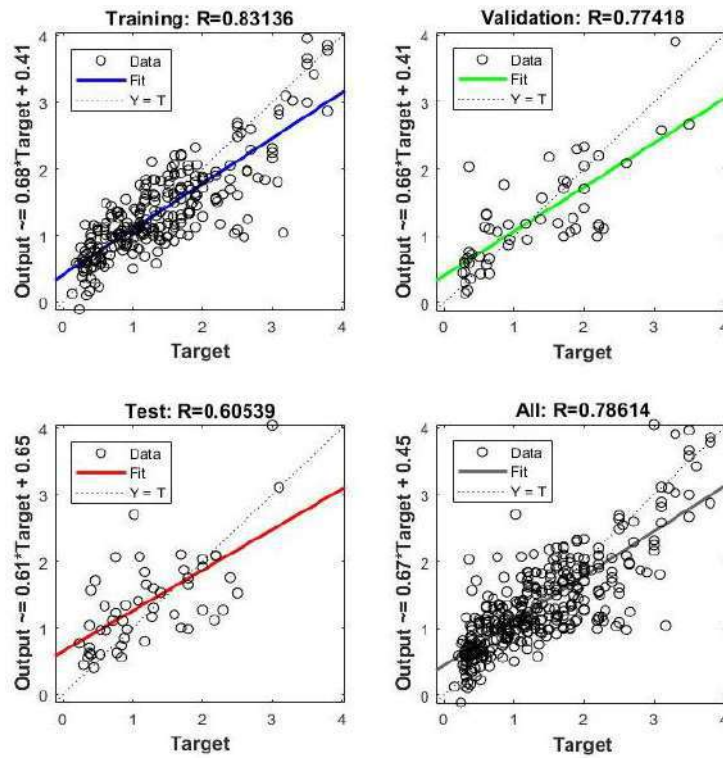 Training: R=0.83136
Output ~= 0.68*Target + 0.41
Data
Fit
Y = T
4
3
2
1
0
0 1 2 3 4
Target
Validation: R=0.77418
Output ~= 0.66*Target + 0.41
Data
Fit
Y = T
4
3
2
1
0
0 1 2 3 4
Target
Test: R=0.60539
Output ~= 0.61*Target + 0.65
Data
Fit
Y = T
4
3
2
1
0
0 1 2 3 4
Target
All: R=0.78614
Output ~= 0.67*Target + 0.45
Data
Fit
Y = T
4
3
2
1
0
0 1 2 3 4
Target